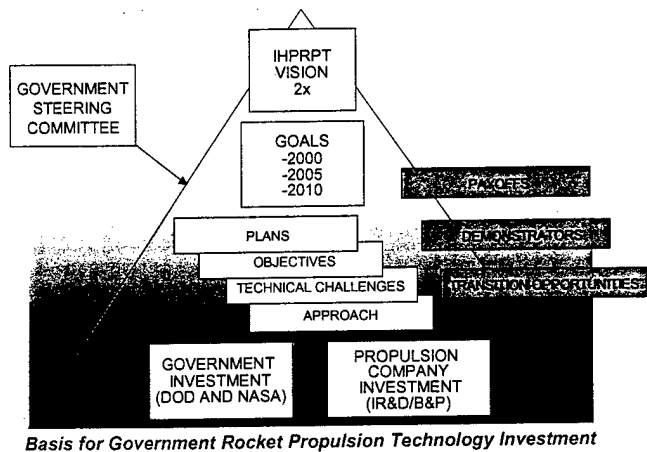 IHPRPT
VISION
2x
GOVERNMENT
STEERING
COMMITTEE
GOALS
-2000
-2005
-2010
PAYOFFS
PLANS
DEMONSTRATORS
OBJECTIVES
TECHNICAL CHALLENGES
TRANSITION OPPORTUNITIES
APPROACH
GOVERNMENT
INVESTMENT
(DOD AND NASA)
PROPULSION
COMPANY
INVESTMENT
(IR&D/B&P)
Basis for Government Rocket Propulsion Technology Investment